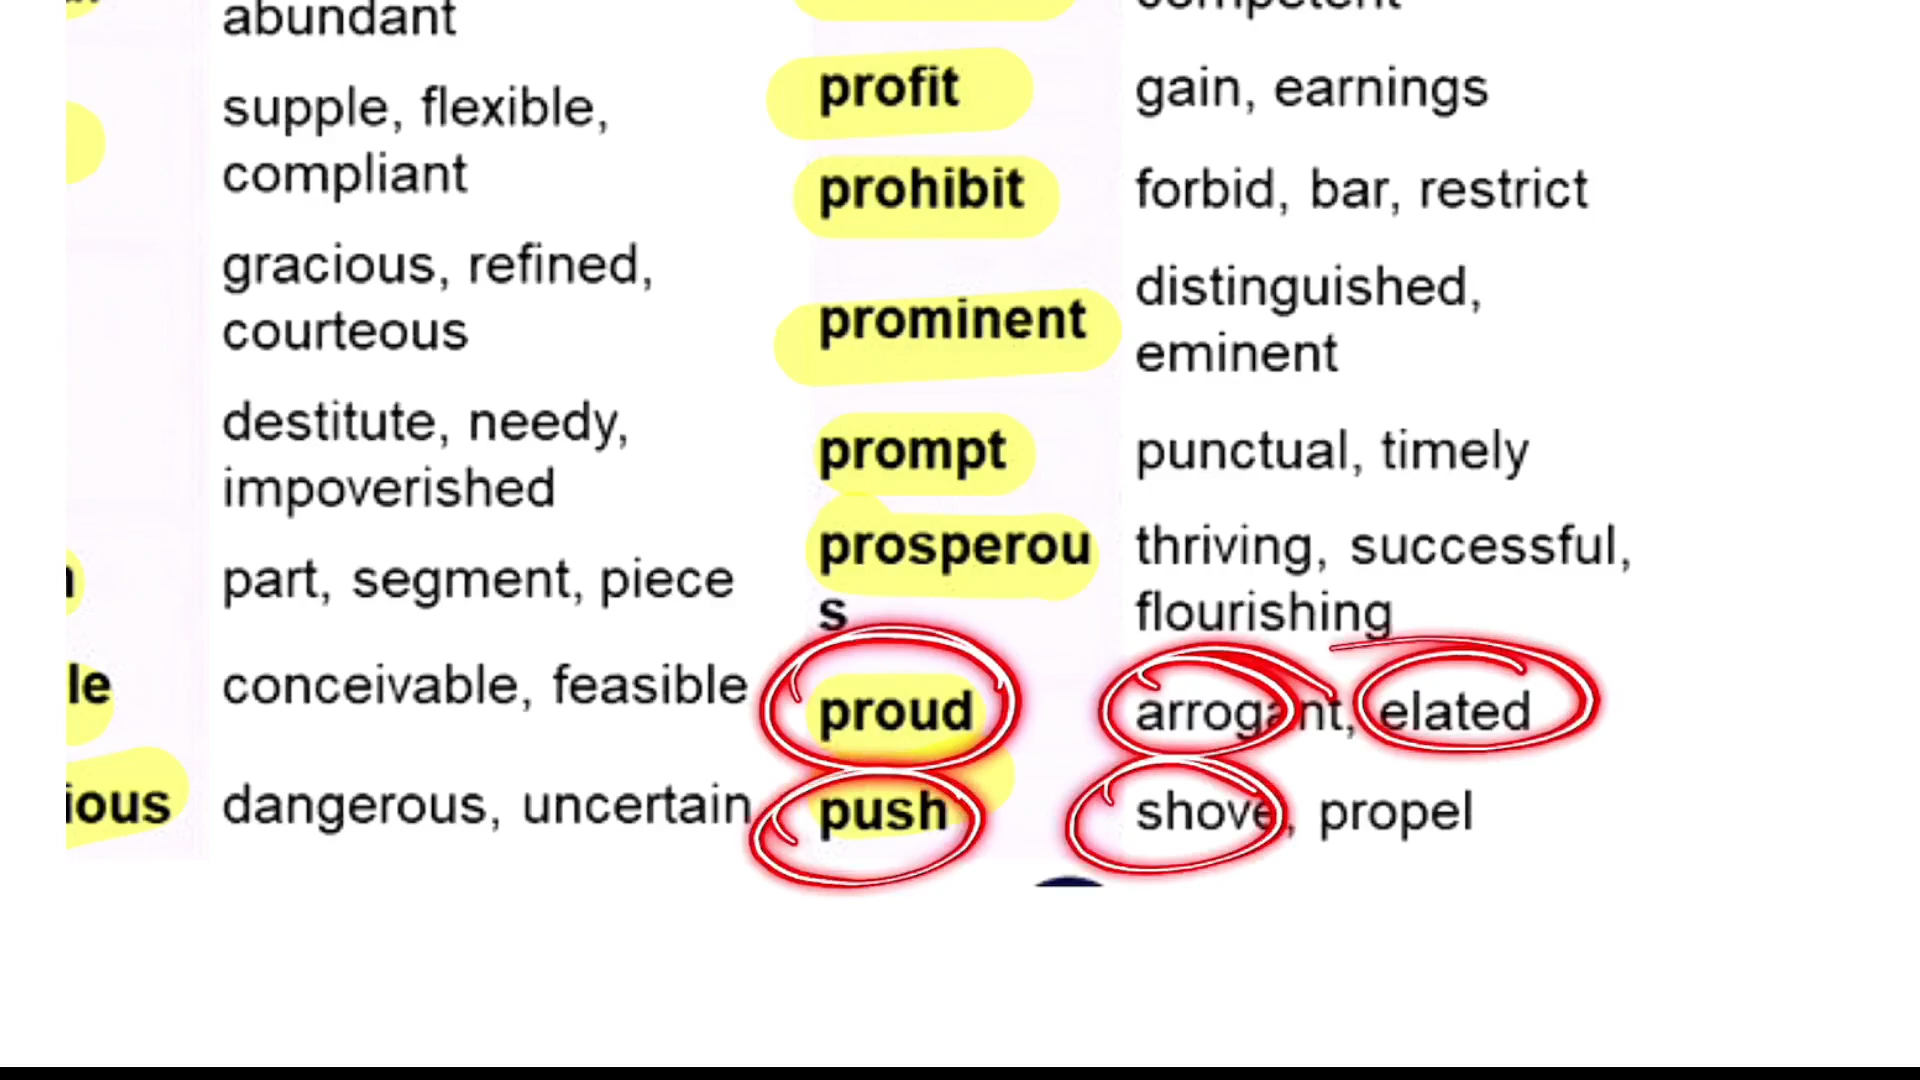 abundant
supple, flexible,
compliant
gracious, refined,
courteous
destitute, needy,
impoverished
part, segment, piece
le conceivable, feasible
ious dangerous, uncertain
competent
profit gain, earnings
prohibit forbid, bar, restrict
prominent distinguished,
eminent
prompt punctual, timely
prosperou thriving, successful,
s flourishing
proud arrogant, elated
push shove, propel